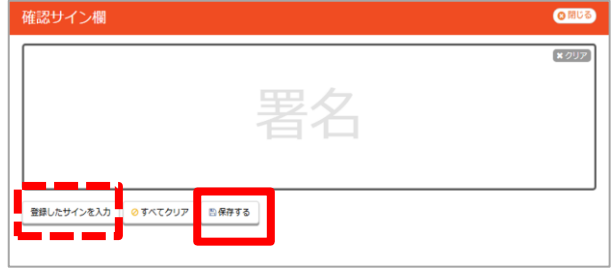 確認サイン欄
閉じる
クリア
署名
登録したサインを入力 すべてクリア 保存する